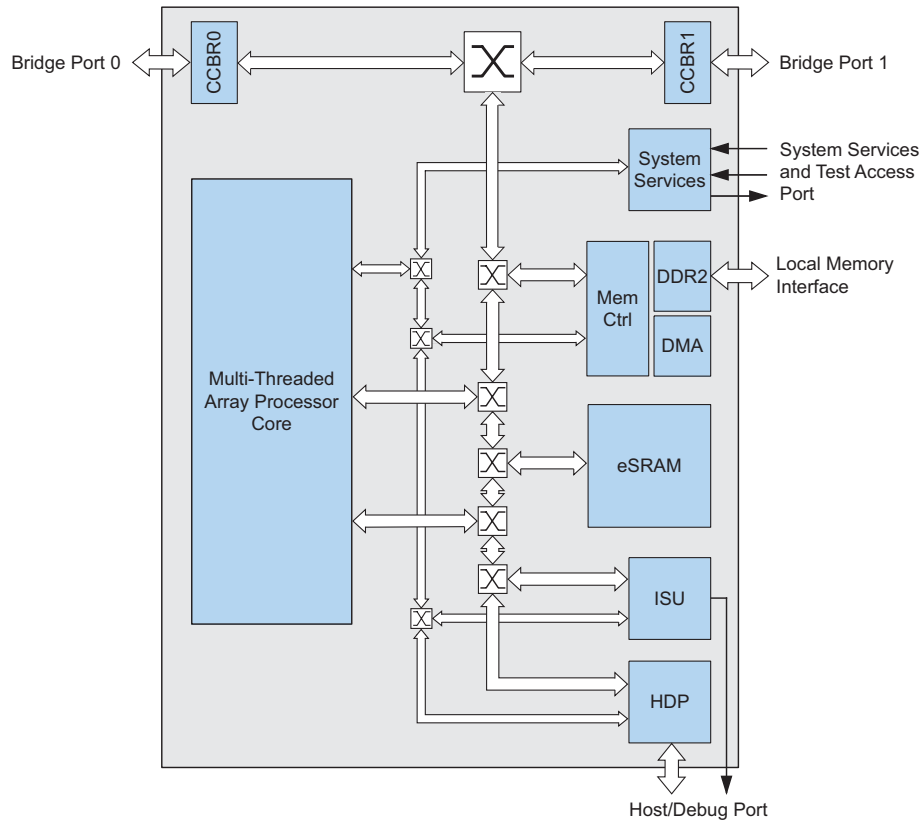 Bridge Port 0
CCBR0
CCBR1
Bridge Port 1
System
Services
System Services
and Test Access
Port
Mem
Ctrl
DDR2
DMA
Local Memory
Interface
Multi-Threaded
Array Processor
Core
eSRAM
ISU
HDP
Host/Debug Port